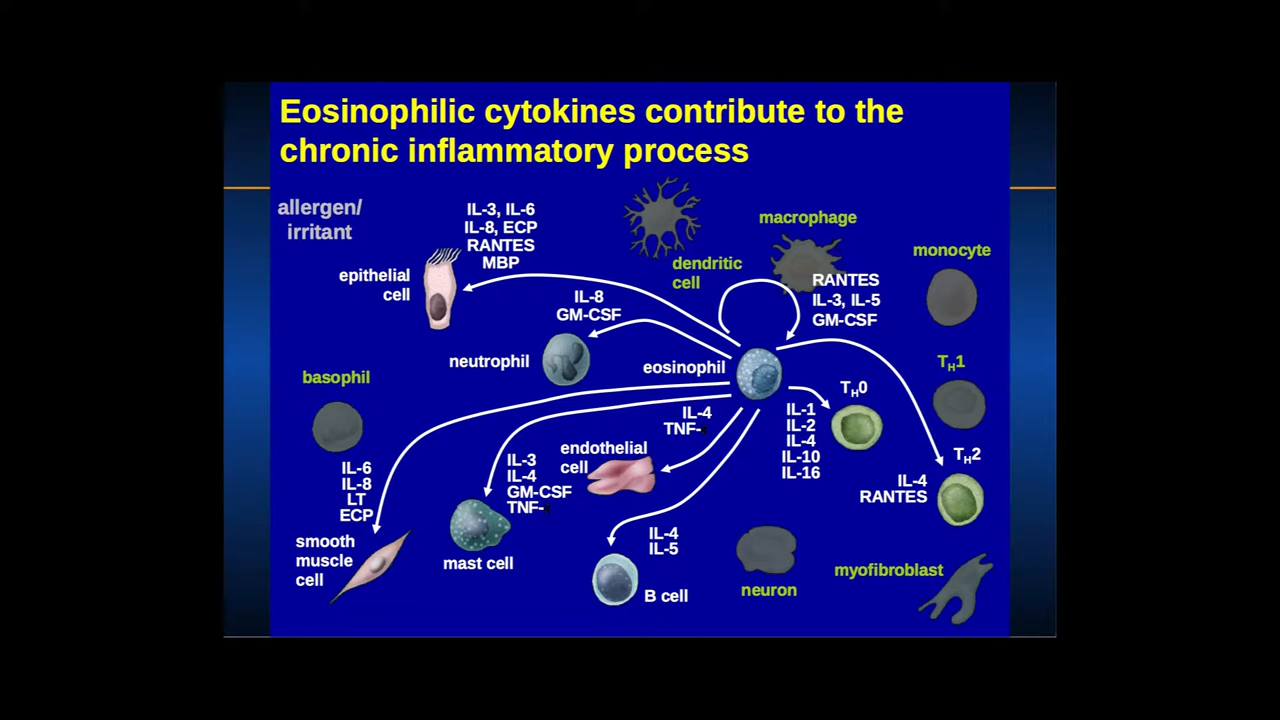 Eosinophilic cytokines contribute to the
chronic inflammatory process
allergen/
irritant
IL-3, IL-6
IL-8, ECP
RANTES
MBP
epithelial
cell
IL-8
GM-CSF
neutrophil
dendritic
cell
macrophage
RANTES
IL-3, IL-5
GM-CSF
monocyte
eosinophil
basophil
TH1
TH0
IL-1
IL-2
IL-4
IL-10
IL-16
IL-4
TNF-
endothelial
cell
IL-3
IL-4
GM-CSF
TNF-
IL-6
IL-8
LT
ECP
smooth
muscle
cell
mast cell
IL-4
IL-5
B cell
TH2
IL-4
RANTES
neuron
myofibroblast